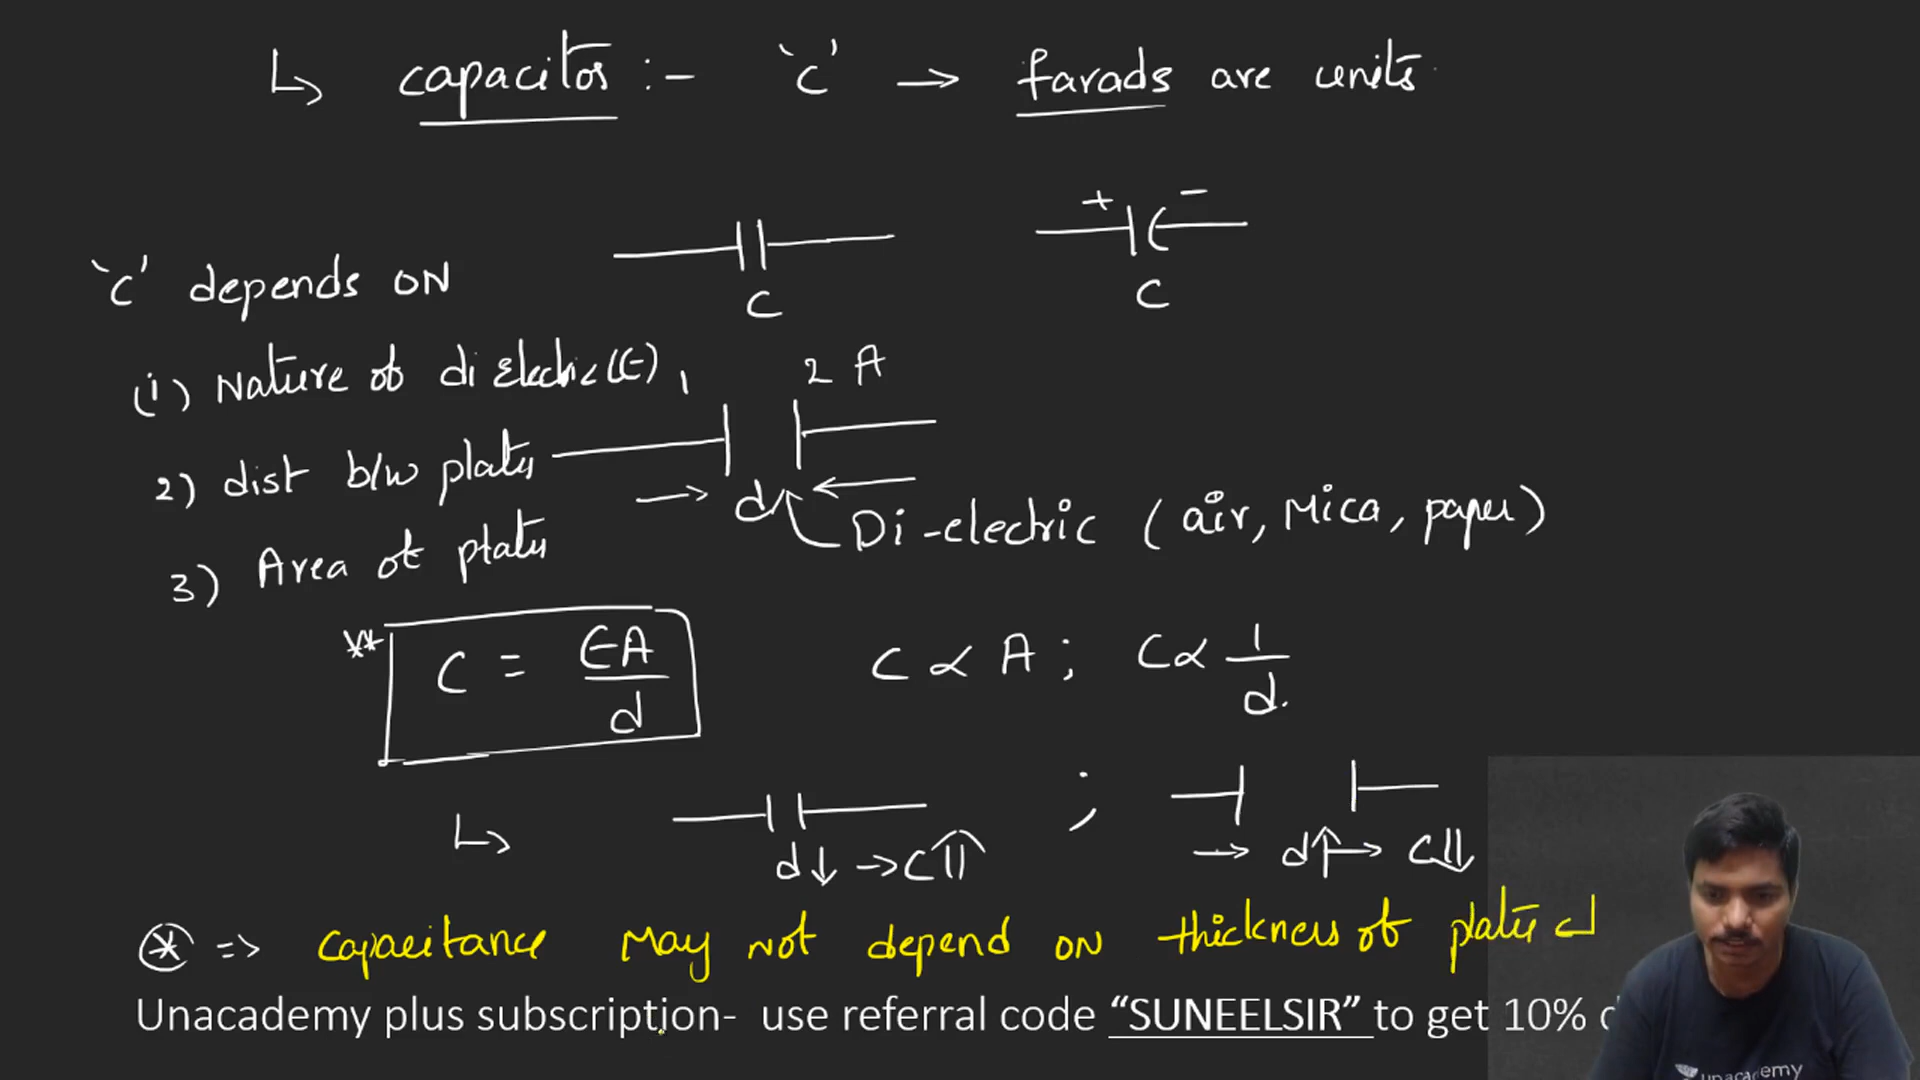 ↳ capacitor :- 'c' → farads are units
+ -
'c' depends ON
C C
(i) Nature of dielectric (ϵ),
2 A
2) dist b/w plates
d
Di-electric (air, Mica, paper)
3) Area of plates
** C = ϵA/d C ∝ A ; C ∝ 1/d.
↳ ;
d↓ → C⇑ → d↑→ C⇓
* => capacitance May not depend on thickness of plates
Unacademy plus subscription- use referral code “SUNEELSIR” to get 10%
unacademy